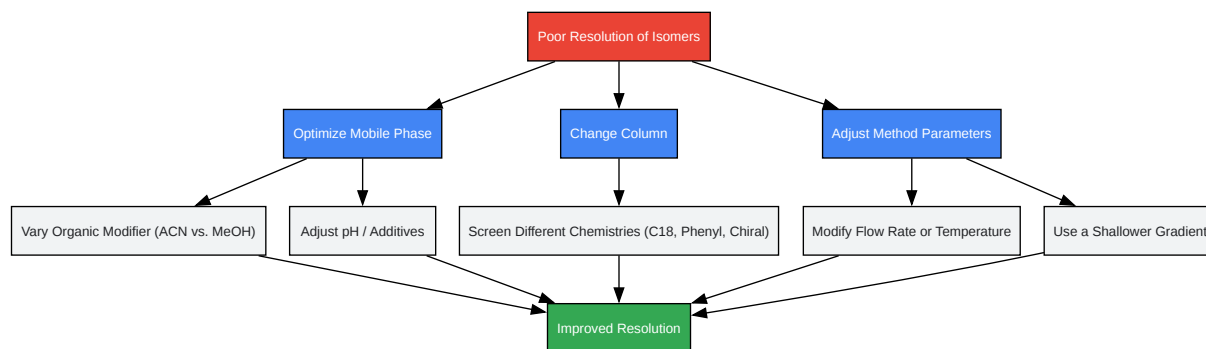 Poor Resolution of Isomers
Optimize Mobile Phase
Change Column
Adjust Method Parameters
Vary Organic Modifier (ACN vs. MeOH)
Adjust pH / Additives
Screen Different Chemistries (C18, Phenyl, Chiral)
Modify Flow Rate or Temperature
Use a Shallower Gradient
Improved Resolution